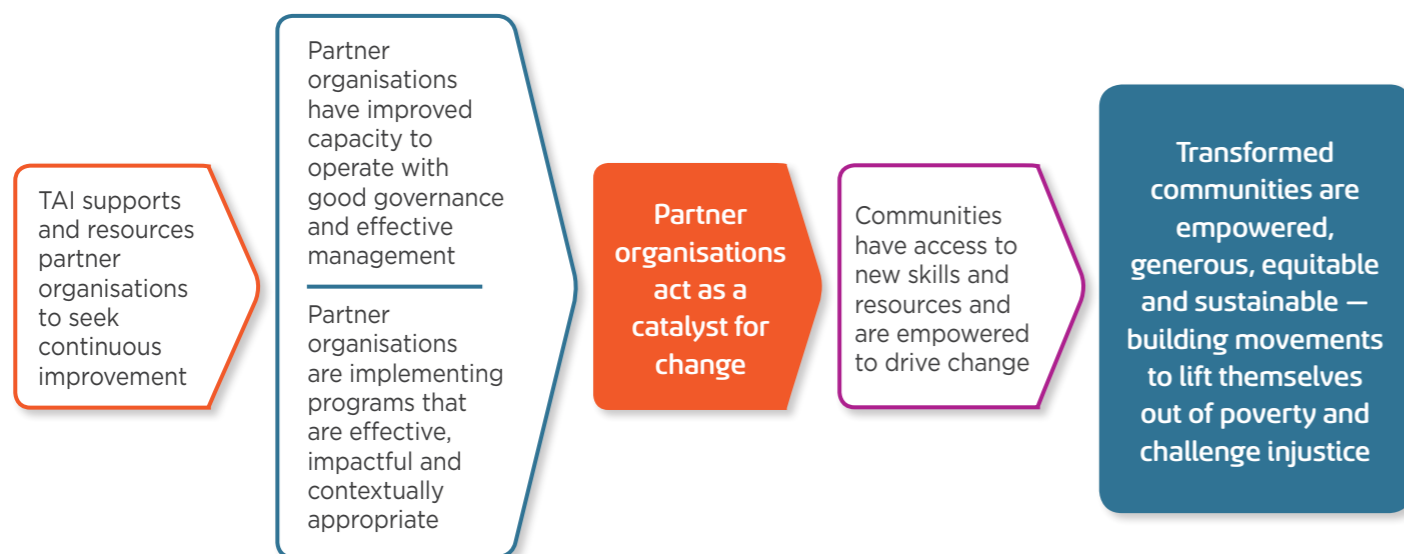 TAI supports
and resources
partner
organisations
to seek
continuous
improvement
Partner
organisations
have improved
capacity to
operate with
good governance
and effective
management
Partner
organisations
are implementing
programs that
are effective,
impactful and
contextually
appropriate
Partner
organisations
act as a
catalyst for
change
Communities
have access to
new skills and
resources and
are empowered
to drive change
Transformed
communities are
empowered,
generous, equitable
and sustainable —
building movements
to lift themselves
out of poverty and
challenge injustice